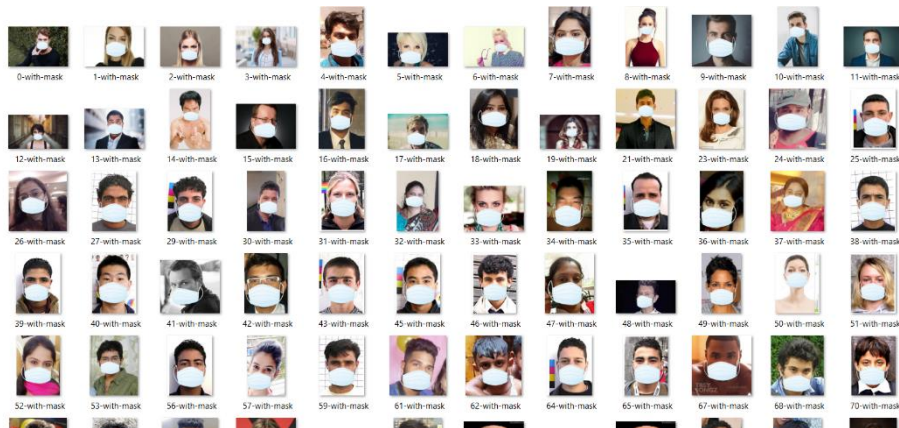 0-with-mask 1-with-mask 2-with-mask 3-with-mask 4-with-mask 5-with-mask 6-with-mask 7-with-mask 8-with-mask 9-with-mask 10-with-mask 11-with-mask
12-with-mask 13-with-mask 14-with-mask 15-with-mask 16-with-mask 17-with-mask 18-with-mask 19-with-mask 21-with-mask 23-with-mask 24-with-mask 25-with-mask
26-with-mask 27-with-mask 29-with-mask 30-with-mask 31-with-mask 32-with-mask 33-with-mask 34-with-mask 35-with-mask 36-with-mask 37-with-mask 38-with-mask
39-with-mask 40-with-mask 41-with-mask 42-with-mask 43-with-mask 45-with-mask 46-with-mask 47-with-mask 48-with-mask 49-with-mask 50-with-mask 51-with-mask
52-with-mask 53-with-mask 56-with-mask 57-with-mask 59-with-mask 61-with-mask 62-with-mask 64-with-mask 65-with-mask 67-with-mask 68-with-mask 70-with-mask